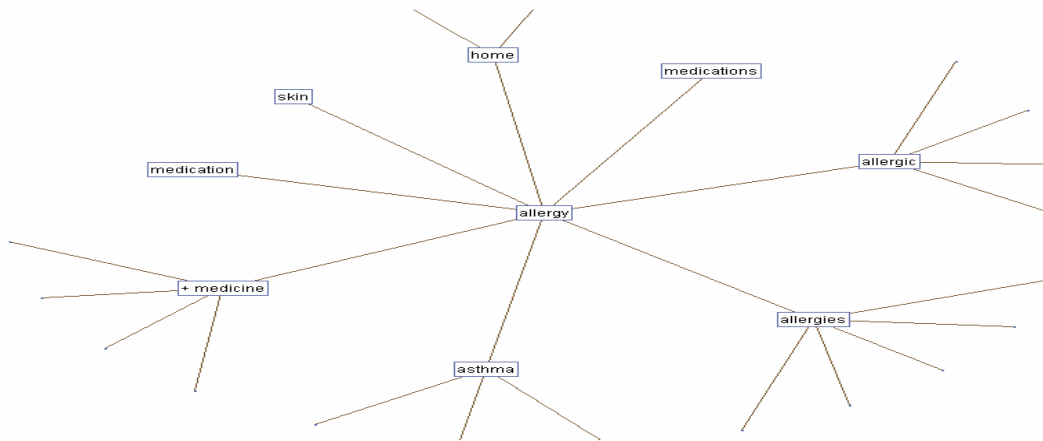 home
medications
skin
allergic
medication
allergy
+ medicine
allergies
asthma